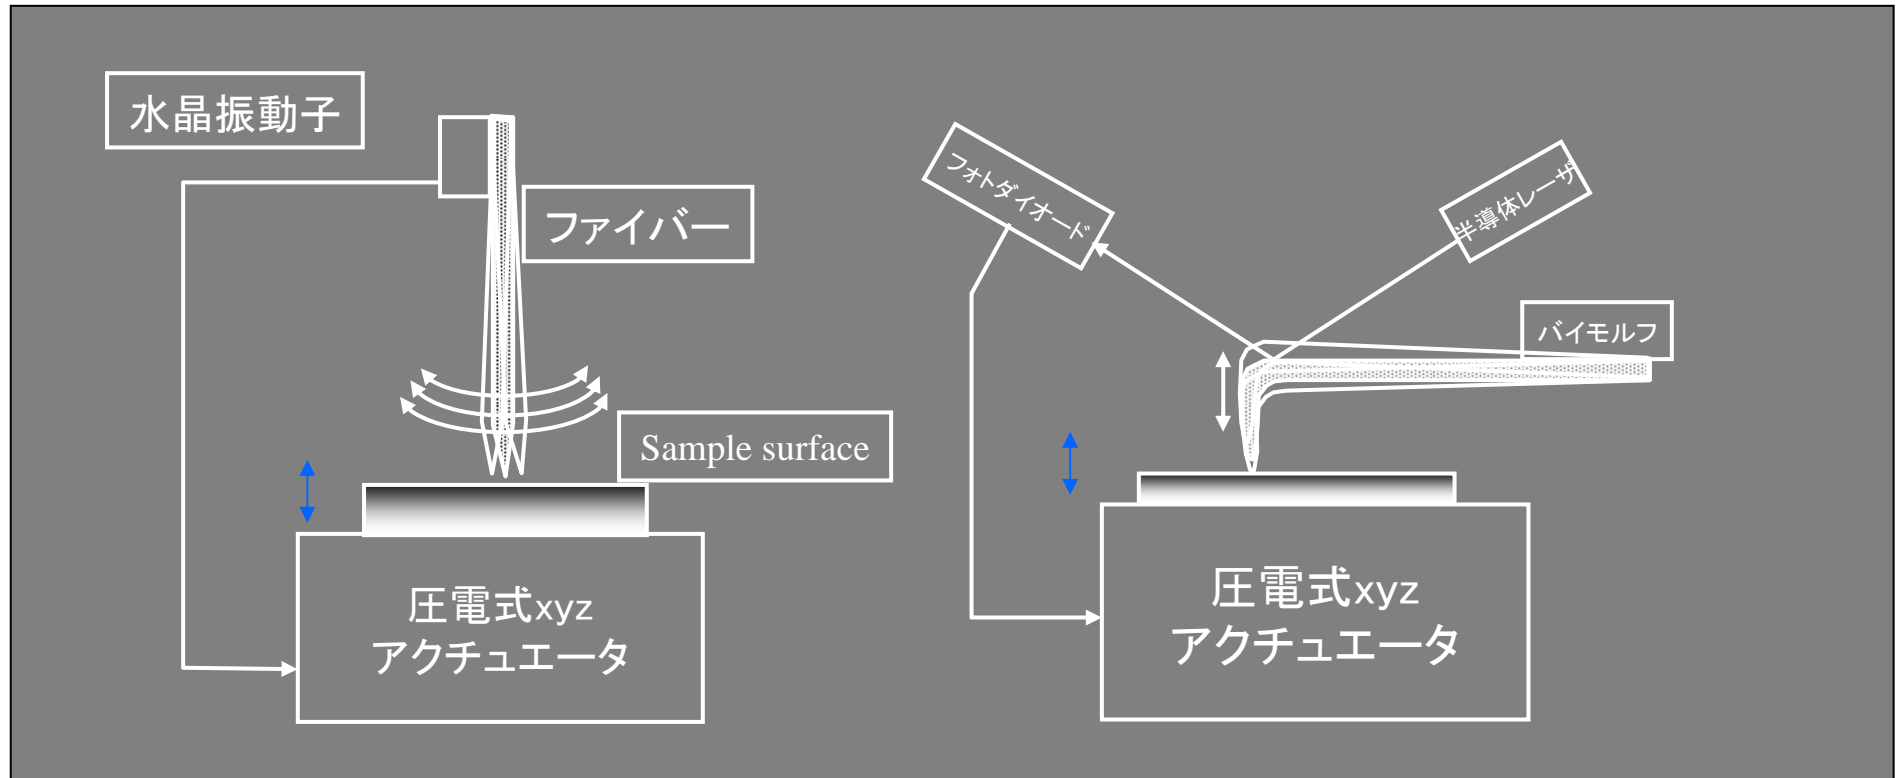 水晶振動子
ファイバー
Sample surface
圧電式xyz
アクチュエータ
フォトダイオード
半導体レーザ
バイモルフ
圧電式xyz
アクチュエータ